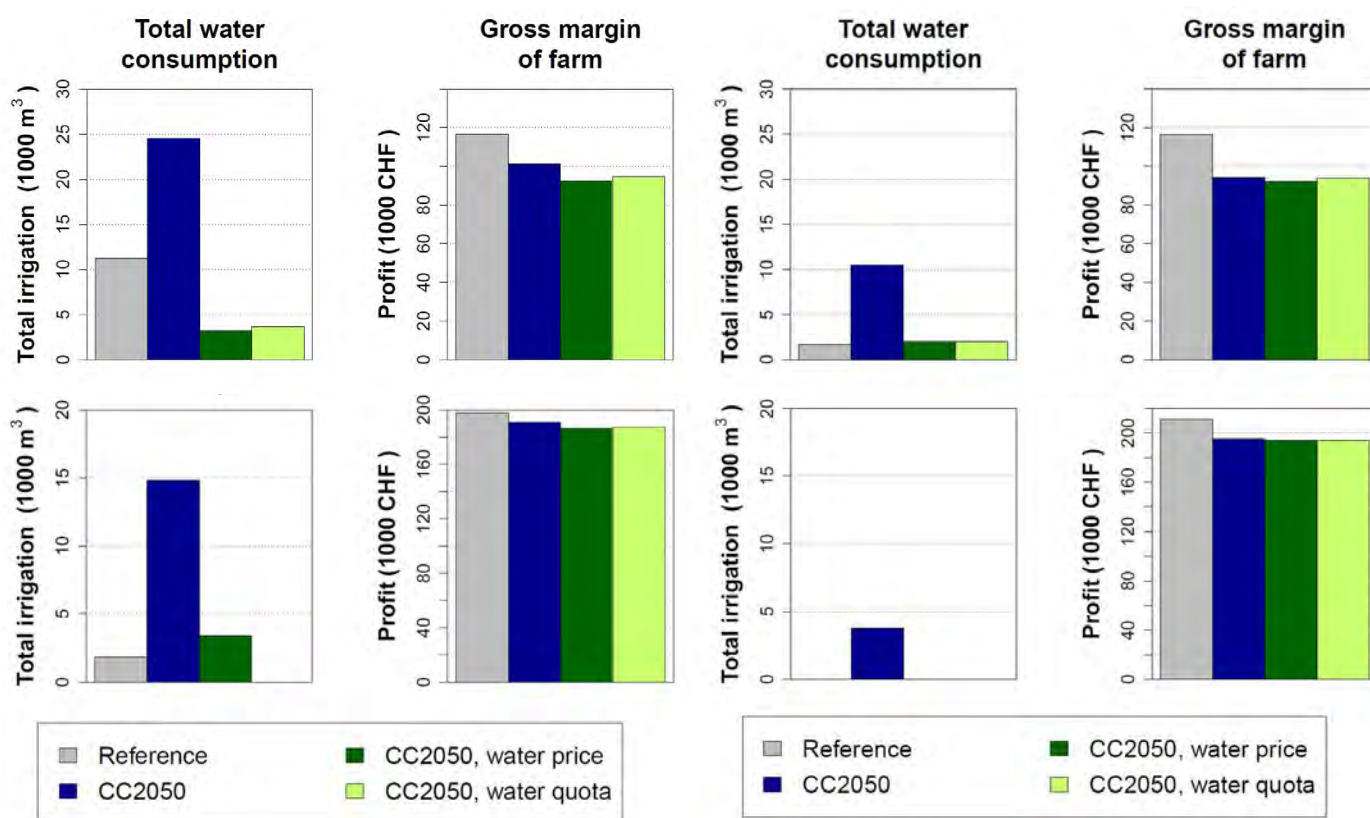 Total water
consumption
Gross margin
of farm
Total water
consumption
Gross margin
of farm
Total irrigation (1000 m³ )
30
25
20
15
10
5
0
Profit (1000 CHF )
120
80
60
40
20
0
Total irrigation (1000 m³ )
30
25
20
15
10
5
0
Profit (1000 CHF )
120
80
60
40
20
0
Total irrigation (1000 m³ )
20
15
10
5
0
Profit (1000 CHF )
200
160
120
80
40
0
Total irrigation (1000 m³ )
20
15
10
5
0
Profit (1000 CHF )
200
160
120
80
40
0
Reference
CC2050, water price
CC2050
CC2050, water quota
Reference
CC2050, water price
CC2050
CC2050, water quota